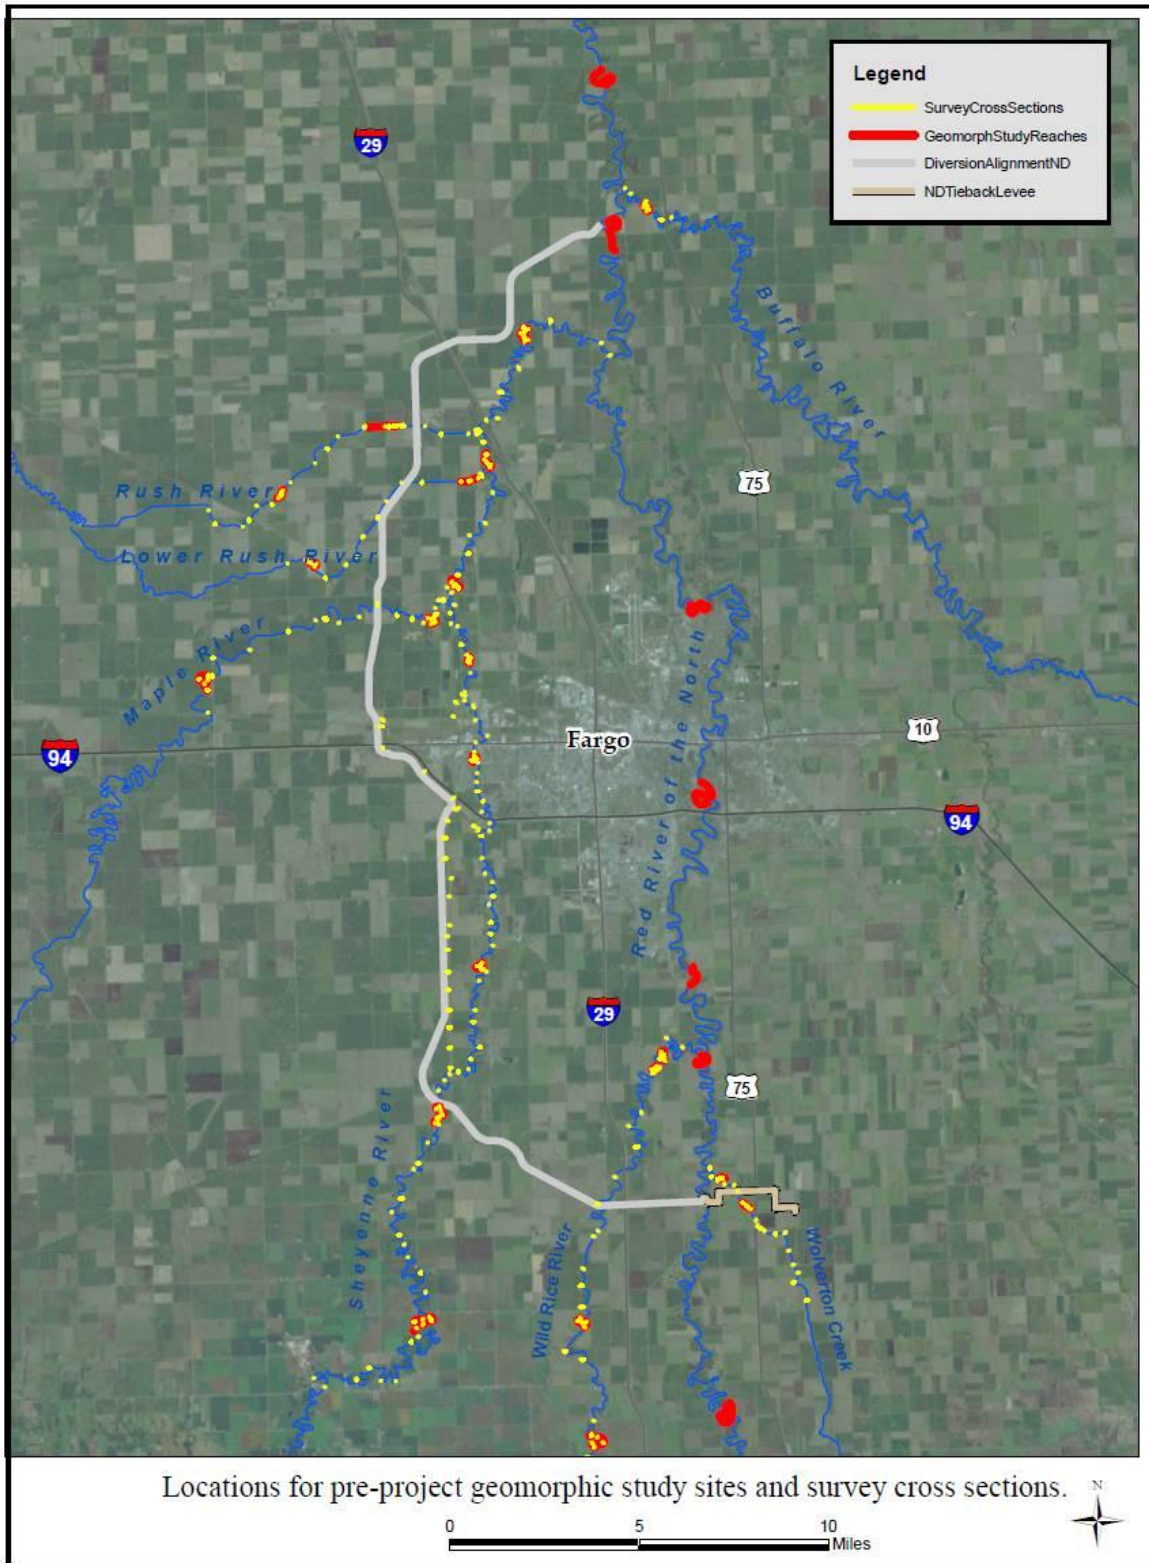 Legend
SurveyCrossSections
GeomorphStudyReaches
DiversionAlignmentND
NDTiebackLevee
29
Buffalo River
75
Rush River
Lower Rush River
Maple River
Red River of the North
10
Fargo
94
94
29
75
Sheyenne River
Wild Rice River
Wolverton Creek
Locations for pre-project geomorphic study sites and survey cross sections.
N
0 5 10
Miles